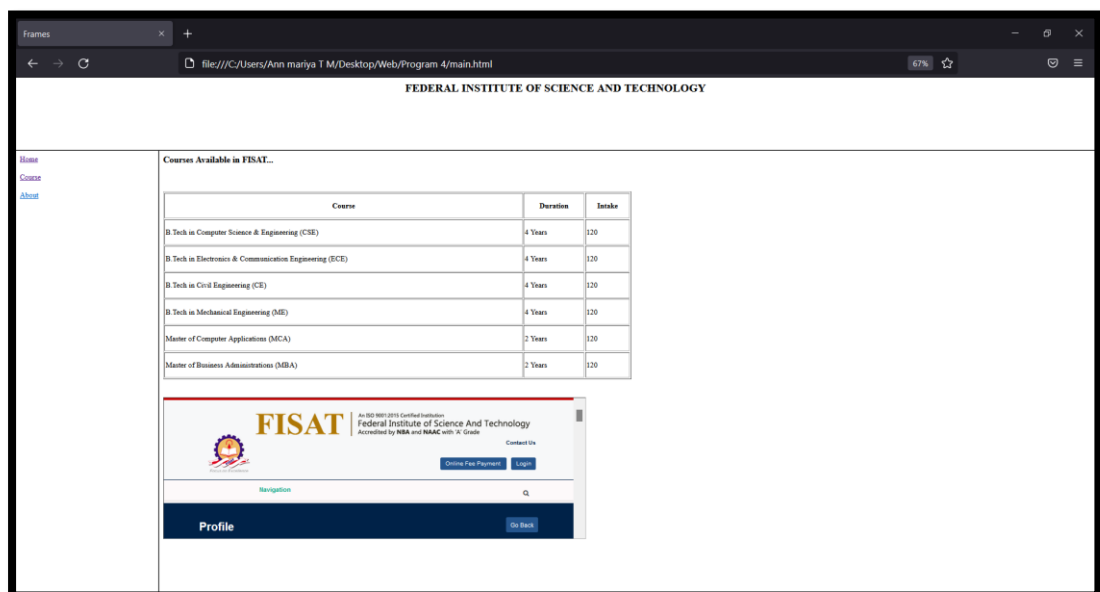 Frames
file:///C:/Users/Ann mariya T M/Desktop/Web/Program 4/main.html 67%
FEDERAL INSTITUTE OF SCIENCE AND TECHNOLOGY
Home
Course
About
Courses Available in FISAT...
Course Duration Intake
B.Tech in Computer Science & Engineering (CSE) 4 Years 120
B.Tech in Electronics & Communication Engineering (ECE) 4 Years 120
B.Tech in Civil Engineering (CE) 4 Years 120
B.Tech in Mechanical Engineering (ME) 4 Years 120
Master of Computer Applications (MCA) 2 Years 120
Master of Business Administrations (MBA) 2 Years 120
FISAT
An ISO 9001:2015 Certified Institution
Federal Institute of Science And Technology
Accredited by NBA and NAAC with 'A' Grade
Contact Us
Online Fee Payment Login
Navigation
Profile Go Back